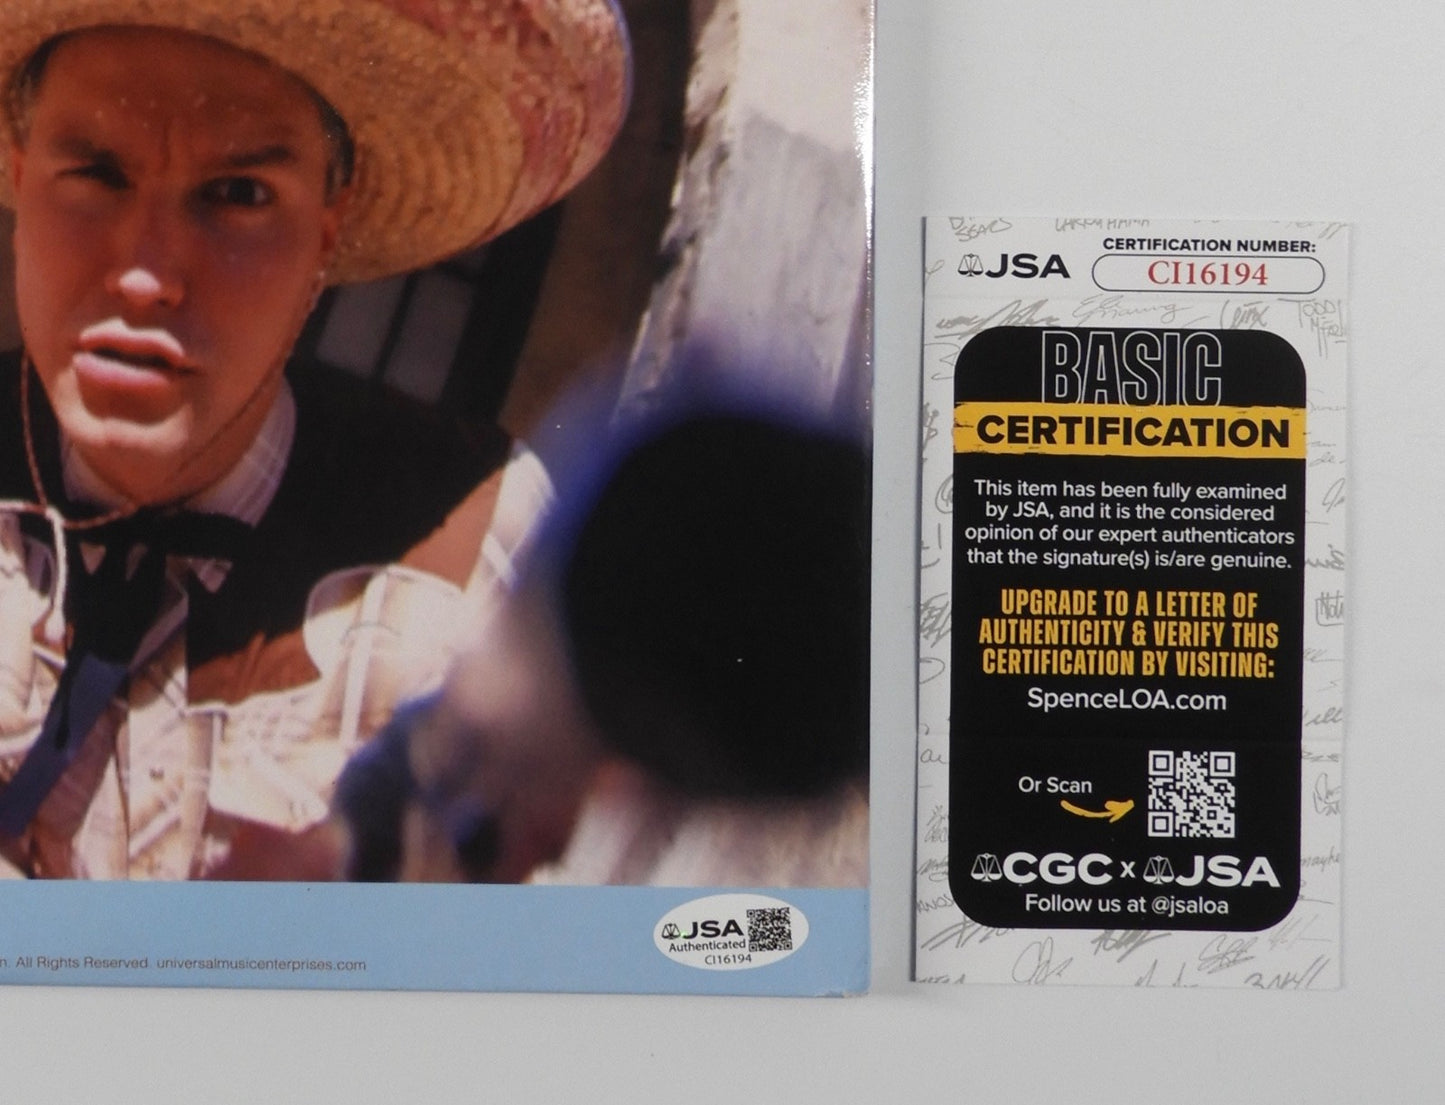 n. All Rights Reserved. universalmusicenterprises.com
JSA
Authenticated
CI16194
JSA
CERTIFICATION NUMBER:
CI16194
BASIC
CERTIFICATION
This item has been fully examined
by JSA, and it is the considered
opinion of our expert authenticators
that the signature(s) is/are genuine.
UPGRADE TO A LETTER OF
AUTHENTICITY & VERIFY THIS
CERTIFICATION BY VISITING:
SpenceLOA.com
Or Scan
CGC x JSA
Follow us at @jsaloa